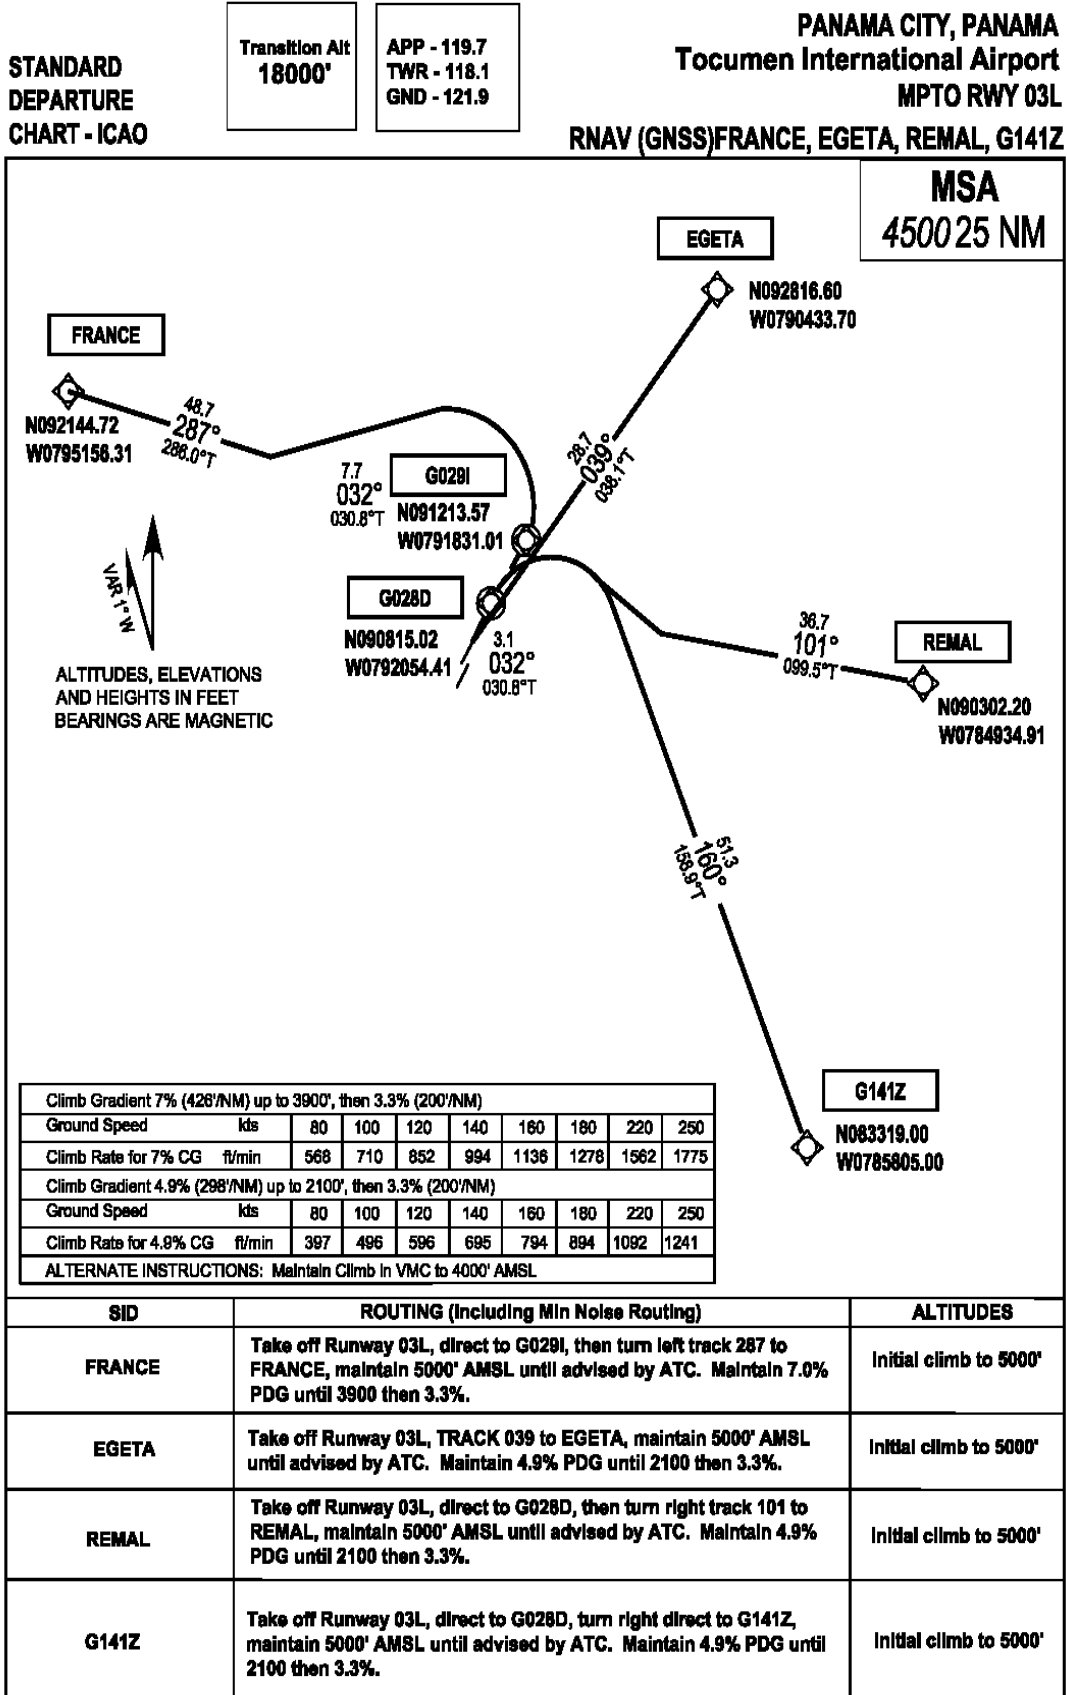 STANDARD
DEPARTURE
CHART - ICAO
Transition Alt
18000'
APP - 119.7
TWR - 118.1
GND - 121.9
PANAMA CITY, PANAMA
Tocumen International Airport
MPTO RWY 03L
RNAV (GNSS)FRANCE, EGETA, REMAL, G141Z
MSA
4500 25 NM
EGETA
N092816.60
W0790433.70
FRANCE
N092144.72
W0795156.31
48.7
287°
286.0°T
28.7
039°
038.1°T
7.7
032°
030.8°T
G029I
N091213.57
W0791831.01
G028D
N090815.02
W0792054.41
3.1
032°
030.8°T
VAR 1° W
ALTITUDES, ELEVATIONS
AND HEIGHTS IN FEET
BEARINGS ARE MAGNETIC
36.7
101°
099.5°T
REMAL
N090302.20
W0784934.91
51.3
160°
158.9°T
G141Z
N083319.00
W0785805.00
Climb Gradient 7% (426'/NM) up to 3900', then 3.3% (200'/NM)
Ground Speed kts 80 100 120 140 160 180 220 250
Climb Rate for 7% CG ft/min 568 710 852 994 1136 1278 1562 1775
Climb Gradient 4.9% (298'/NM) up to 2100', then 3.3% (200'/NM)
Ground Speed kts 80 100 120 140 160 180 220 250
Climb Rate for 4.9% CG ft/min 397 496 596 695 794 894 1092 1241
ALTERNATE INSTRUCTIONS: Maintain Climb in VMC to 4000' AMSL
SID ROUTING (Including Min Noise Routing) ALTITUDES
FRANCE
Take off Runway 03L, direct to G029I, then turn left track 287 to
FRANCE, maintain 5000' AMSL until advised by ATC. Maintain 7.0%
PDG until 3900 then 3.3%.
Initial climb to 5000'
EGETA
Take off Runway 03L, TRACK 039 to EGETA, maintain 5000' AMSL
until advised by ATC. Maintain 4.9% PDG until 2100 then 3.3%.
Initial climb to 5000'
REMAL
Take off Runway 03L, direct to G028D, then turn right track 101 to
REMAL, maintain 5000' AMSL until advised by ATC. Maintain 4.9%
PDG until 2100 then 3.3%.
Initial climb to 5000'
G141Z
Take off Runway 03L, direct to G028D, turn right direct to G141Z,
maintain 5000' AMSL until advised by ATC. Maintain 4.9% PDG until
2100 then 3.3%.
Initial climb to 5000'